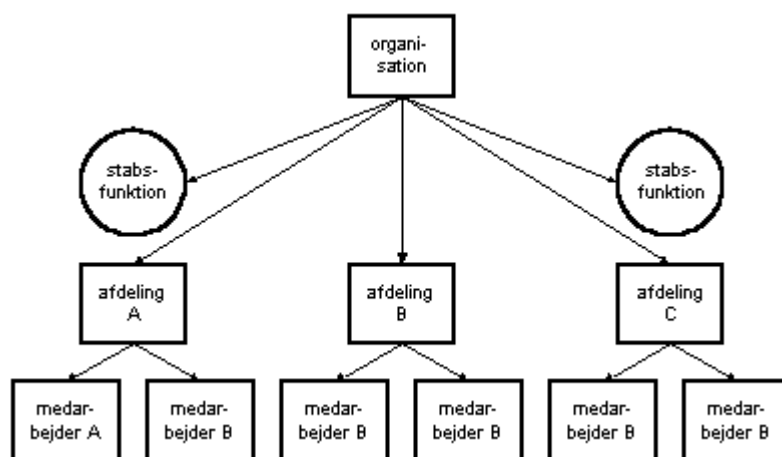 organi-
sation
stabs-
funktion
stabs-
funktion
afdeling
A
afdeling
B
afdeling
C
medar-
bejder A
medar-
bejder B
medar-
bejder B
medar-
bejder B
medar-
bejder B
medar-
bejder B